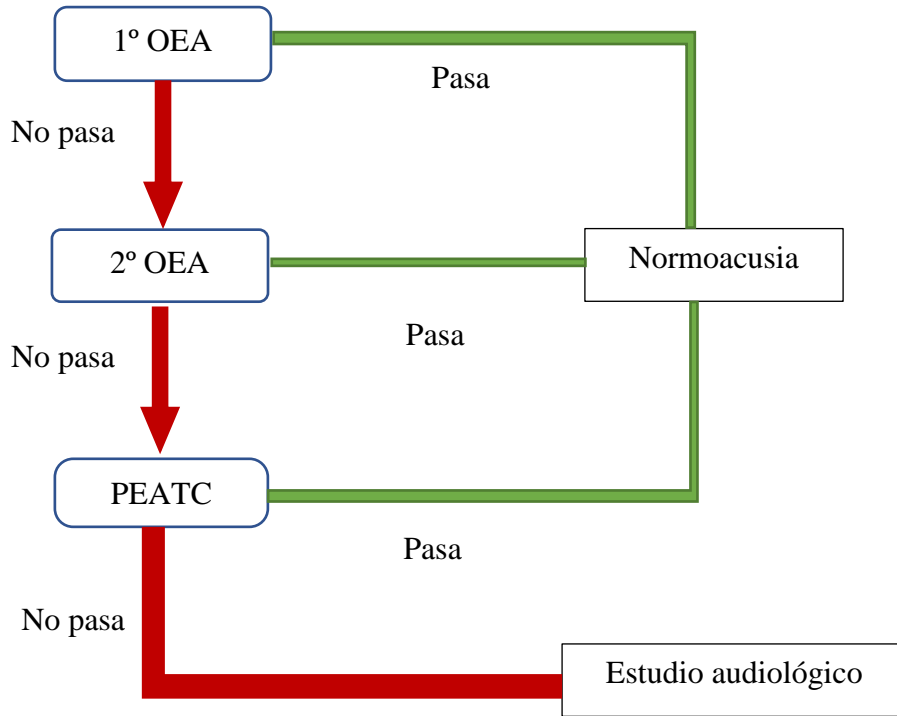 1º OEA
Pasa
No pasa
2º OEA
Normoacusia
Pasa
No pasa
PEATC
Pasa
No pasa
Estudio audiológico